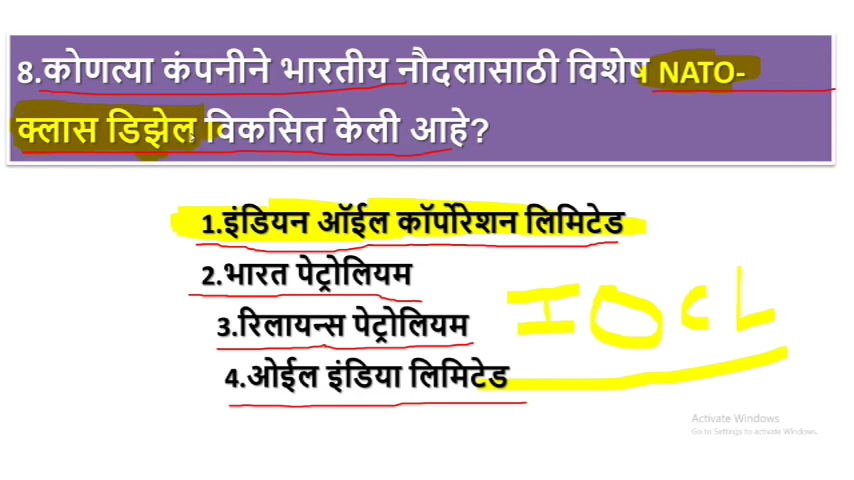 8.कोणत्या कंपनीने भारतीय नौदलासाठी विशेष NATO-
क्लास डिझेल विकसित केली आहे?
1.इंडियन ऑईल कॉर्पोरेशन लिमिटेड
2.भारत पेट्रोलियम
3.रिलायन्स पेट्रोलियम
4.ओईल इंडिया लिमिटेड
IOCL
Activate Windows
Go to Settings to activate Windows.